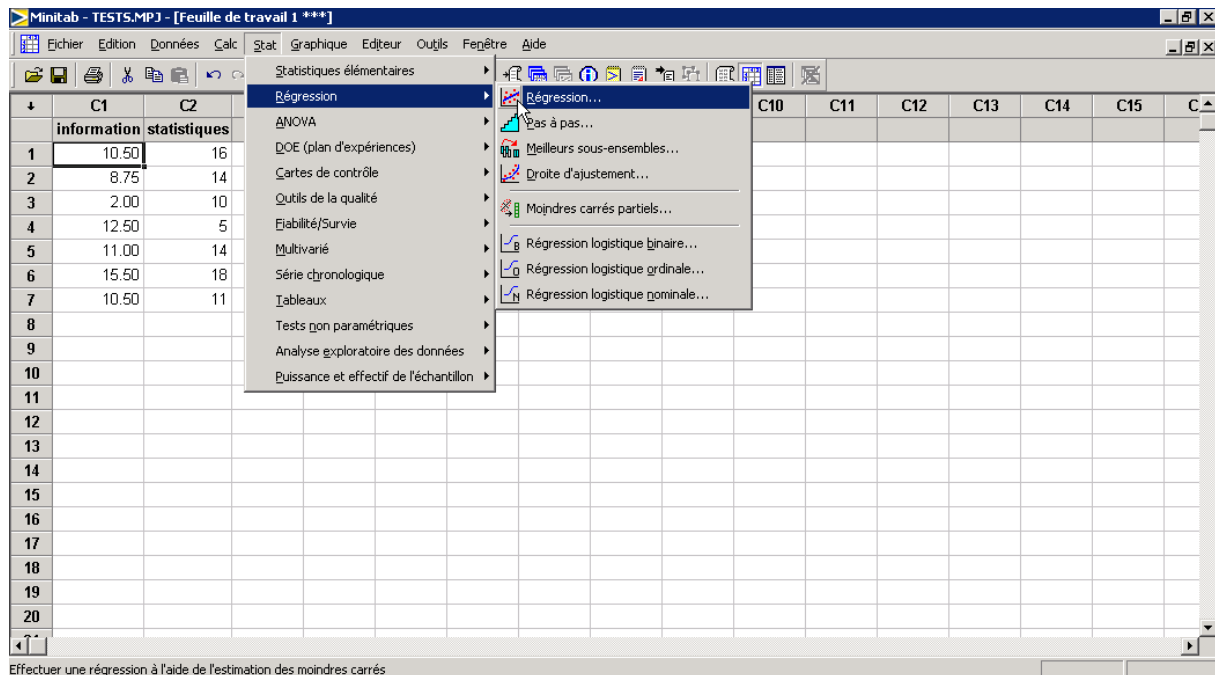 Minitab - TESTS.MPJ - [Feuille de travail 1 ***]
Fichier Edition Données Calc Stat Graphique Editeur Outils Fenêtre Aide
Statistiques élémentaires
Régression
ANOVA
DOE (plan d'expériences)
Cartes de contrôle
Outils de la qualité
Fiabilité/Survie
Multivarié
Série chronologique
Tableaux
Tests non paramétriques
Analyse exploratoire des données
Puissance et effectif de l'échantillon
Régression...
Pas à pas...
Meilleurs sous-ensembles...
Droite d'ajustement...
Moindres carrés partiels...
Régression logistique binaire...
Régression logistique ordinale...
Régression logistique nominale...
C1 C2 C10 C11 C12 C13 C14 C15 C
information statistiques
1 10.50 16
2 8.75 14
3 2.00 10
4 12.50 5
5 11.00 14
6 15.50 18
7 10.50 11
8
9
10
11
12
13
14
15
16
17
18
19
20
Effectuer une régression à l'aide de l'estimation des moindres carrés